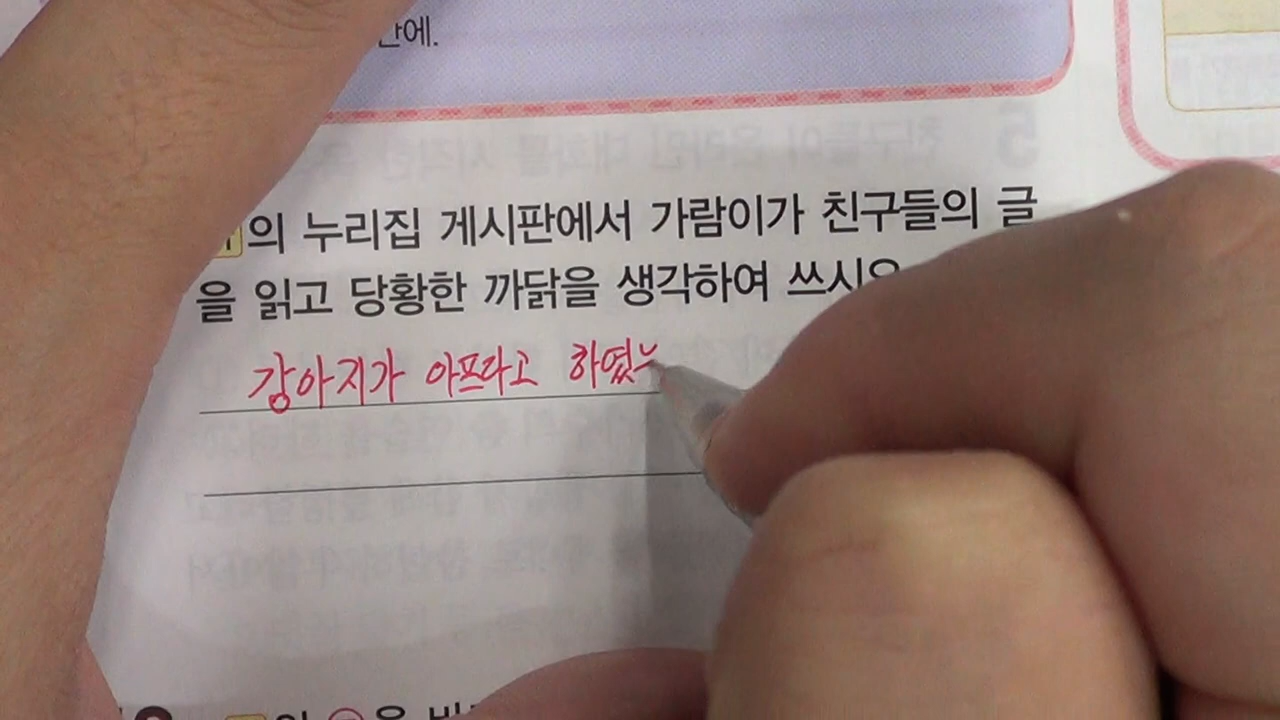 의 누리집 게시판에서 가람이가 친구들의 글
을 읽고 당황한 까닭을 생각하여 쓰시오
강아지가 아프라고 하였